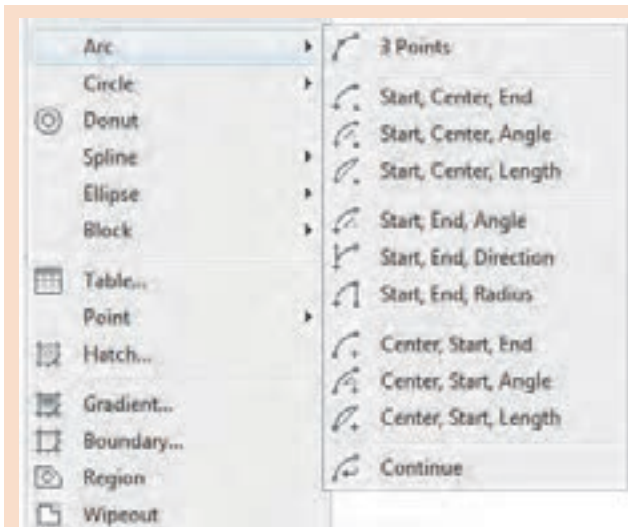 Arc
Circle
Donut
Spline
Ellipse
Block
Table...
Point
Hatch...
Gradient...
Boundary...
Region
Wipeout
3 Points
Start, Center, End
Start, Center, Angle
Start, Center, Length
Start, End, Angle
Start, End, Direction
Start, End, Radius
Center, Start, End
Center, Start, Angle
Center, Start, Length
Continue